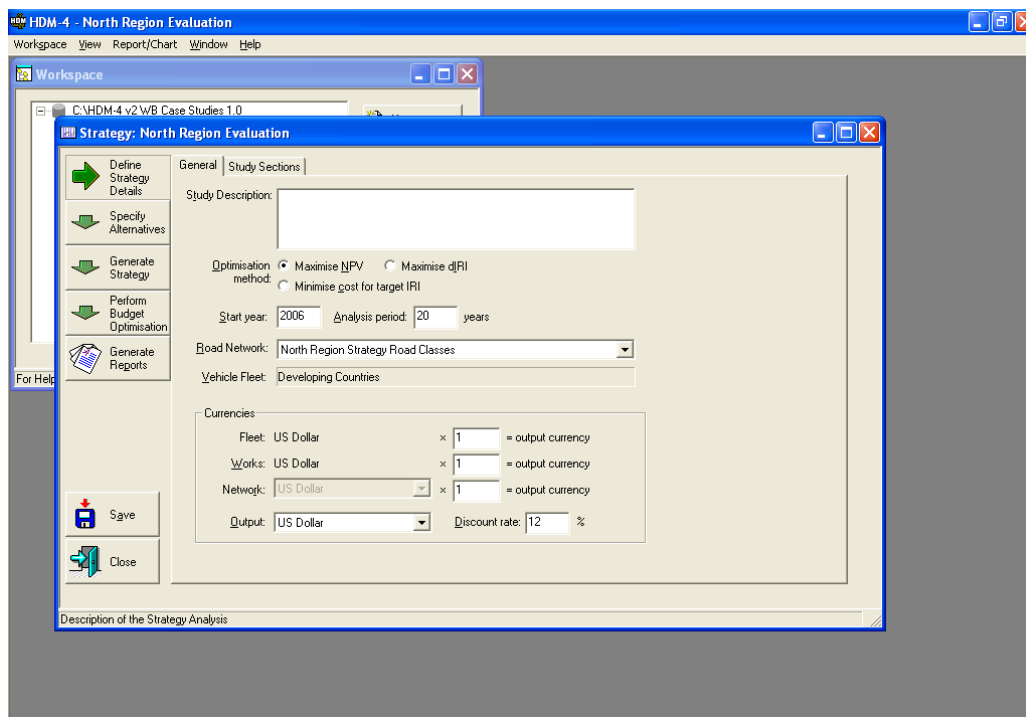 HDM-4 - North Region Evaluation
Workspace View Report/Chart Window Help
Workspace
C:\HDM-4 v2 WB Case Studies 1.0
Strategy: North Region Evaluation
Define
Strategy
Details
Specify
Alternatives
Generate
Strategy
Perform
Budget
Optimisation
Generate
Reports
Save
Close
General Study Sections
Study Description:
Optimisation method: Maximise NPV Maximise dIRI
Minimise cost for target IRI
Start year: 2006 Analysis period: 20 years
Road Network: North Region Strategy Road Classes
Vehicle Fleet: Developing Countries
Currencies
Fleet: US Dollar × 1 = output currency
Works: US Dollar × 1 = output currency
Network: US Dollar × 1 = output currency
Output: US Dollar Discount rate: 12 %
For Help
Description of the Strategy Analysis